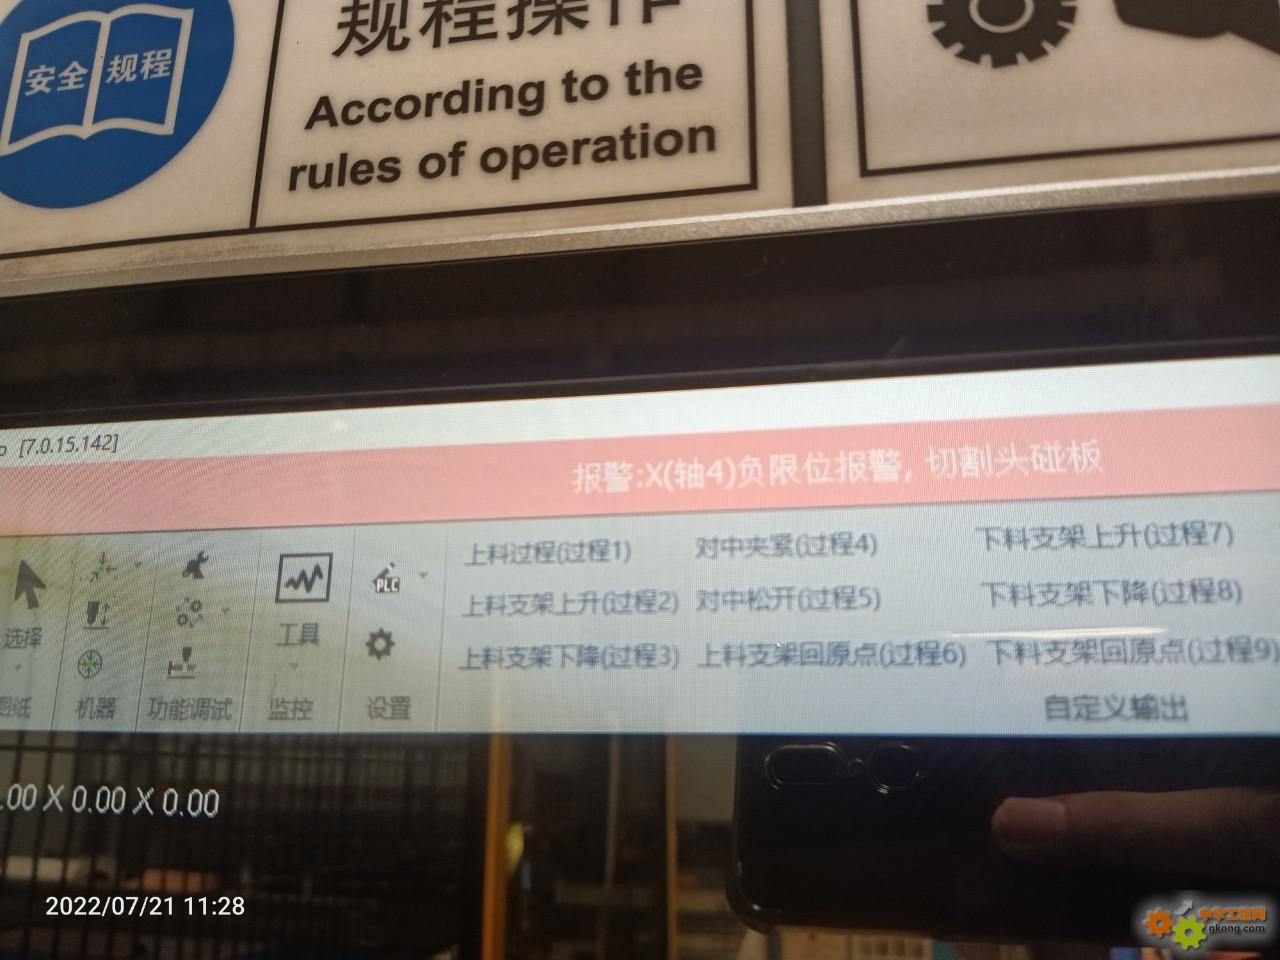 规程操作
安全规程
According to the
rules of operation
[7.0.15.142]
报警:X(轴4)负限位报警, 切割头碰板
上料过程(过程1)
对中夹紧(过程4)
下料支架上升(过程7)
PLC
上料支架上升(过程2)
对中松开(过程5)
下料支架下降(过程8)
选择
工具
上料支架下降(过程3)
上料支架回原点(过程6)
下料支架回原点(过程9)
图纸
机器
功能调试
监控
设置
自定义输出
.00 X 0.00 X 0.00
2022/07/21 11:28
中华工控网
gkong.com